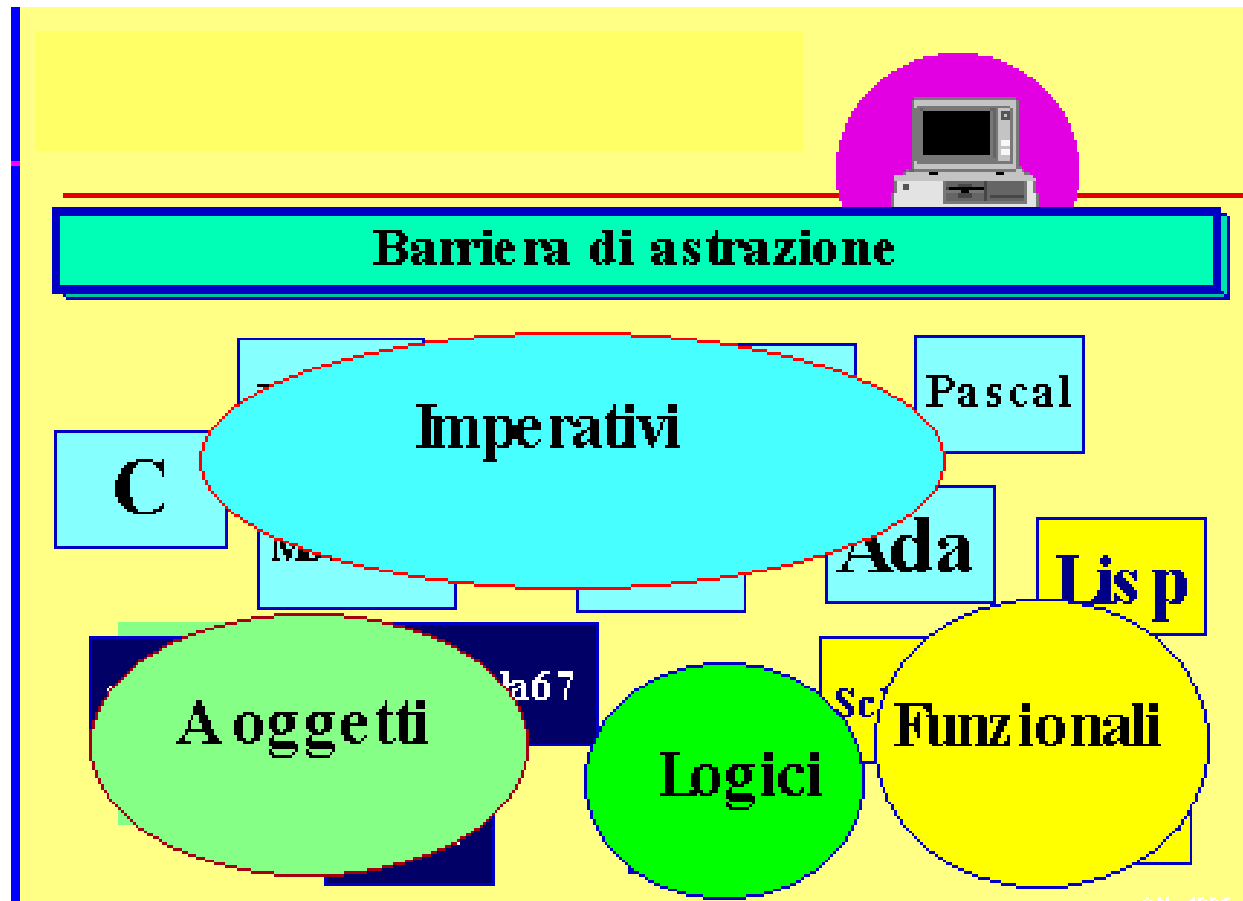 Barriera di astrazione
Imperativi
Pascal
C
Ada
Lisp
A oggetti
Logici
Funzionali